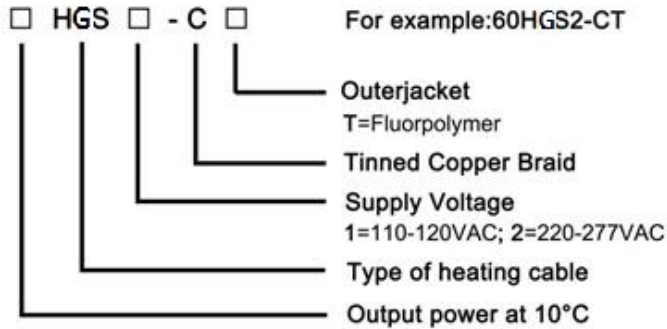 □ HGS □ - C □ For example:60HGS2-CT
Outerjacket
T=Fluorpolymer
Tinned Copper Braid
Supply Voltage
1=110-120VAC; 2=220-277VAC
Type of heating cable
Output power at 10°C